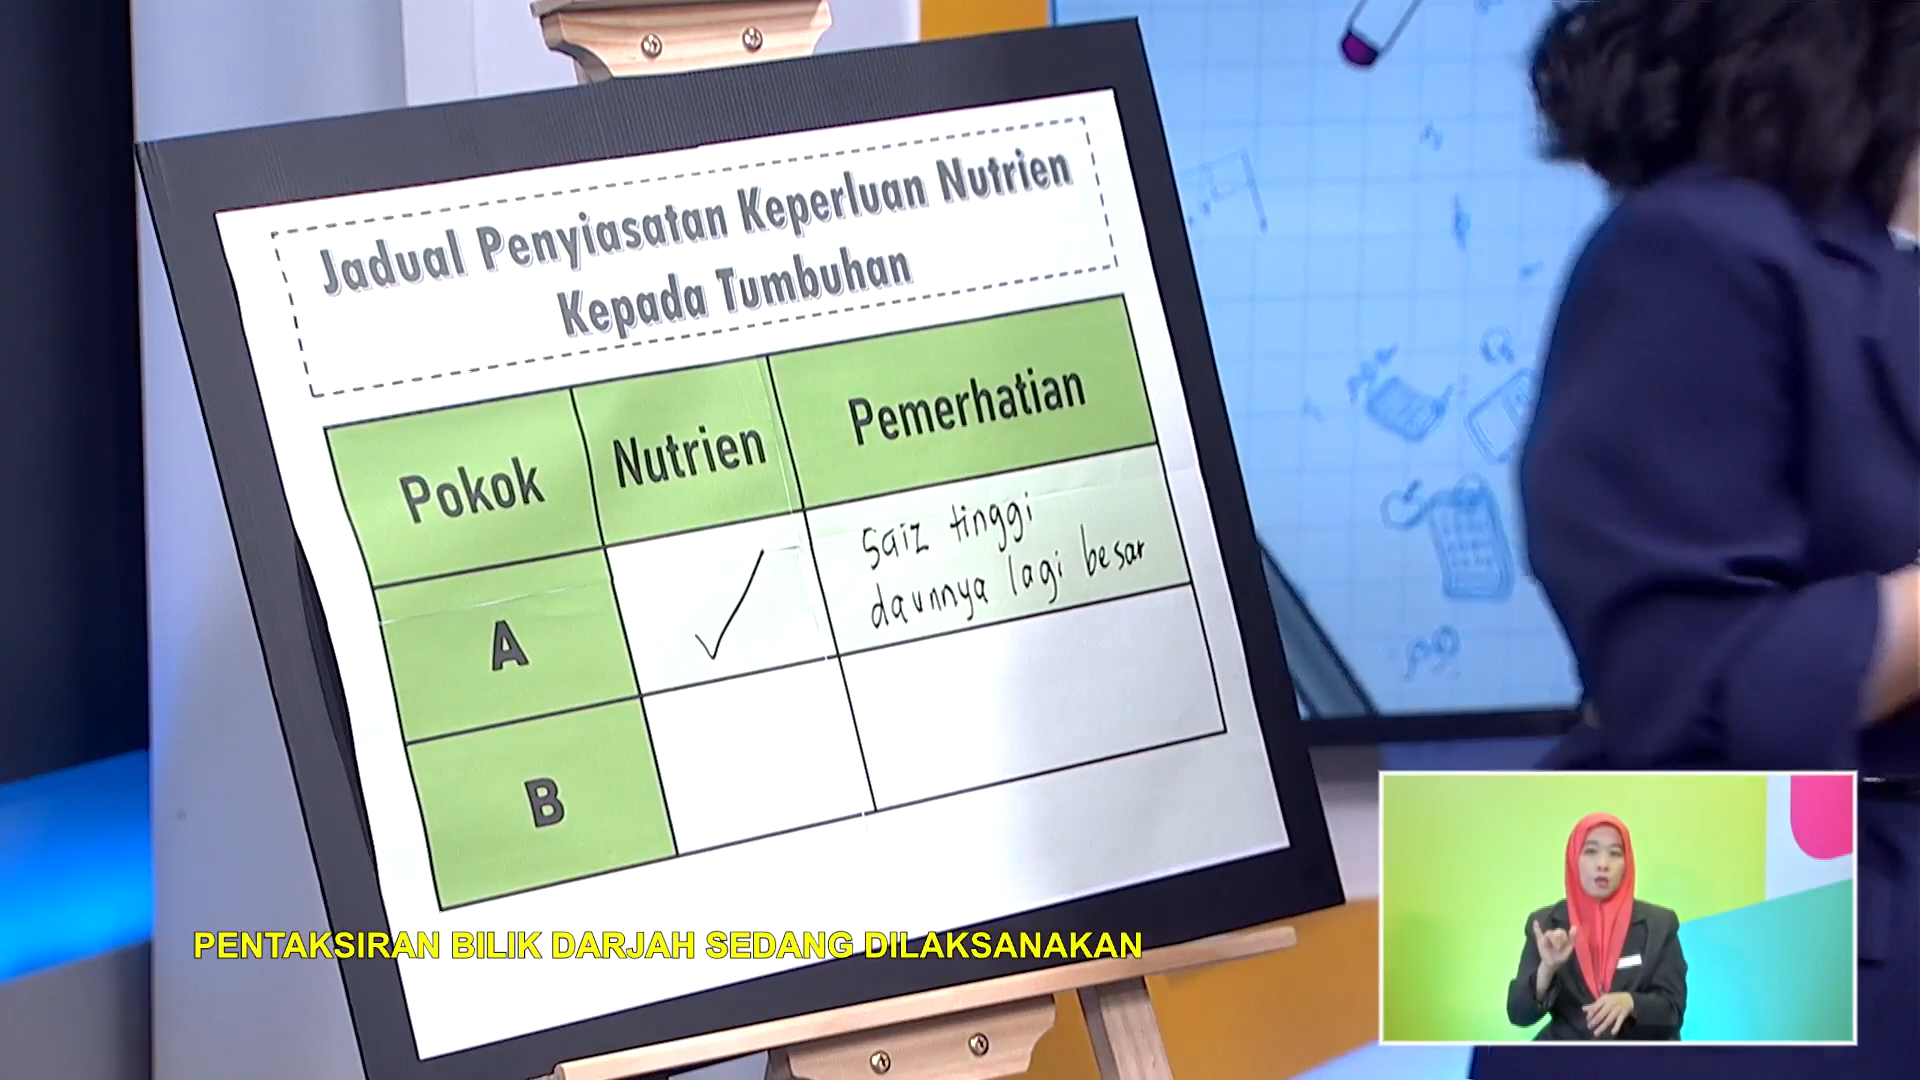 Jadual Penyiasatan Keperluan Nutrien
Kepada Tumbuhan
Pokok
Nutrien
Pemerhatian
A
✓
Saiz tinggi
daunnya lagi besar
B
PENTAKSIRAN BILIK DARJAH SEDANG DILAKSANAKAN